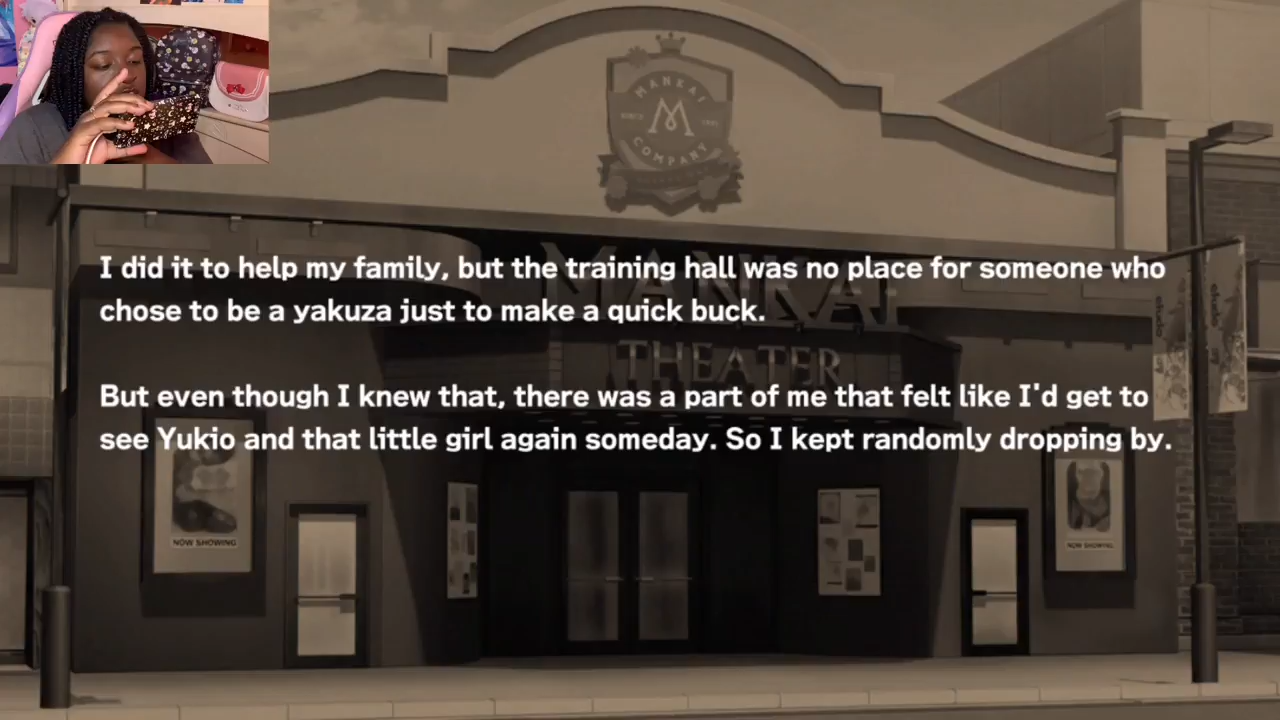 MANKAI
COMPANY
I did it to help my family, but the training hall was no place for someone who
chose to be a yakuza just to make a quick buck.
MANKAI
THEATER
But even though I knew that, there was a part of me that felt like I'd get to
see Yukio and that little girl again someday. So I kept randomly dropping by.
NOW SHOWING
NOW SHOWING